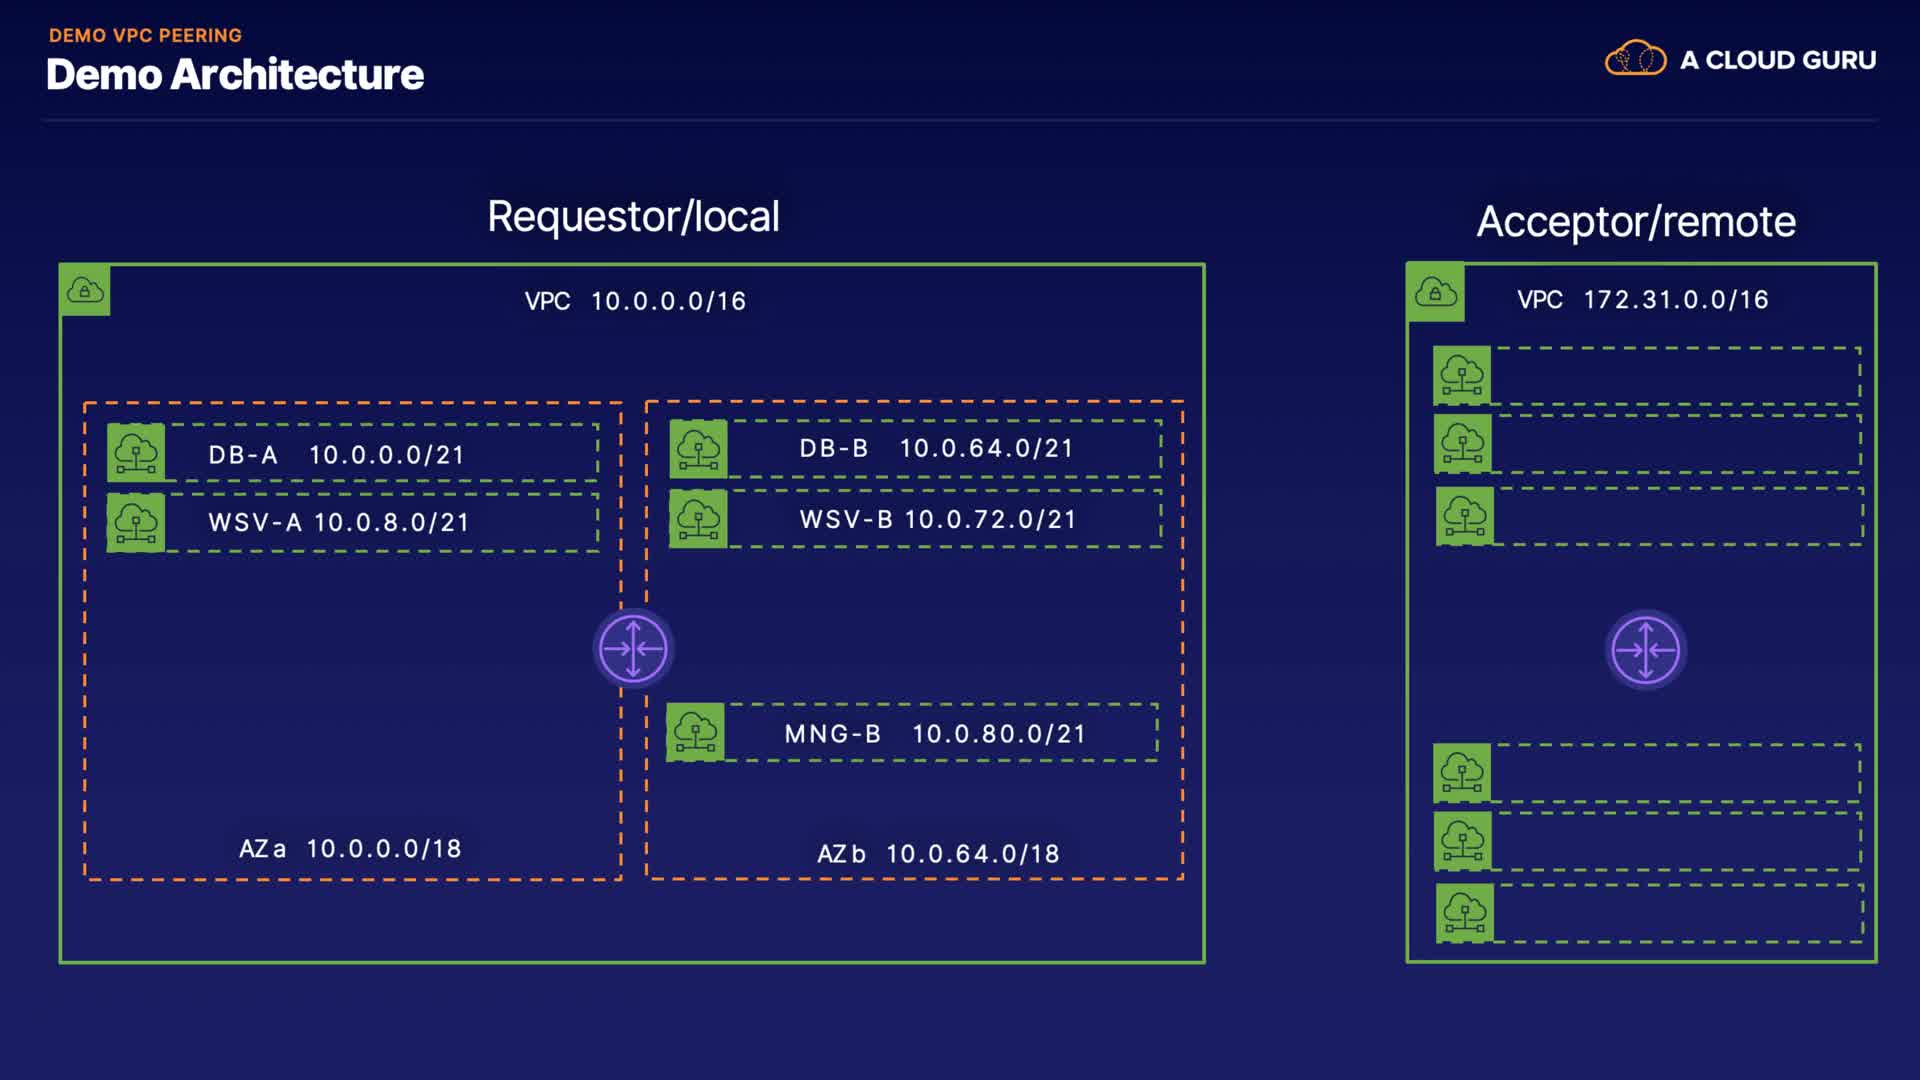 DEMO VPC PEERING
Demo Architecture
A CLOUD GURU
Requestor/local
Acceptor/remote
VPC 10.0.0.0/16
VPC 172.31.0.0/16
DB-A 10.0.0.0/21
WSV-A 10.0.8.0/21
DB-B 10.0.64.0/21
WSV-B 10.0.72.0/21
MNG-B 10.0.80.0/21
AZa 10.0.0.0/18
AZb 10.0.64.0/18